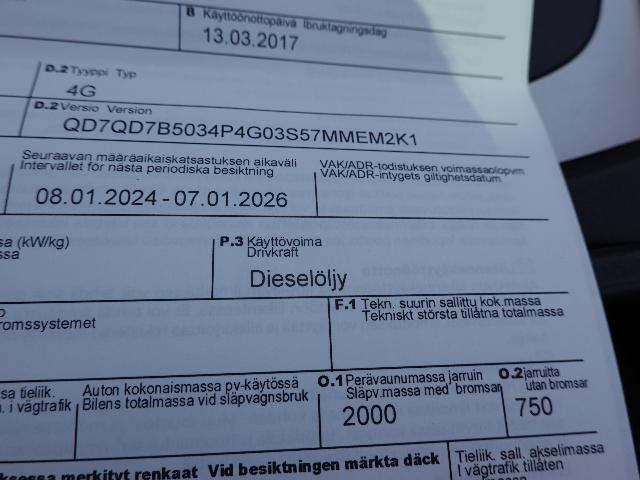 B Käyttöönottopäivä Ibruktagningsdag
13.03.2017
D.2 Tyyppi Typ
4G
D.2 Versio Version
QD7QD7B5034P4G03S57MMEM2K1
Seuraavan määräaikaiskatsastuksen aikaväli
Intervallet för nästa periodiska besiktning
08.01.2024 - 07.01.2026
VAK/ADR-todistuksen voimassaolopvm
VAK/ADR-intygets giltighetsdatum
sa (kW/kg)
ssa
P.3 Käyttövoima
Drivkraft
Dieselöljy
romssystemet
F.1 Tekn. suurin sallittu kok.massa
Tekniskt största tillåtna totalmassa
sa tieliik.
. i vägtrafik
Auton kokonaismassa pv-käytössä
Bilens totalmassa vid släpvagnsbruk
O.1 Perävaunumassa jarruin
Släpv.massa med bromsar
2000
O.2 jarruitta
utan bromsar
750
merkityt renkaat Vid besiktningen märkta däck
Tieliik. sall. akselimassa
I vägtrafik tillåten